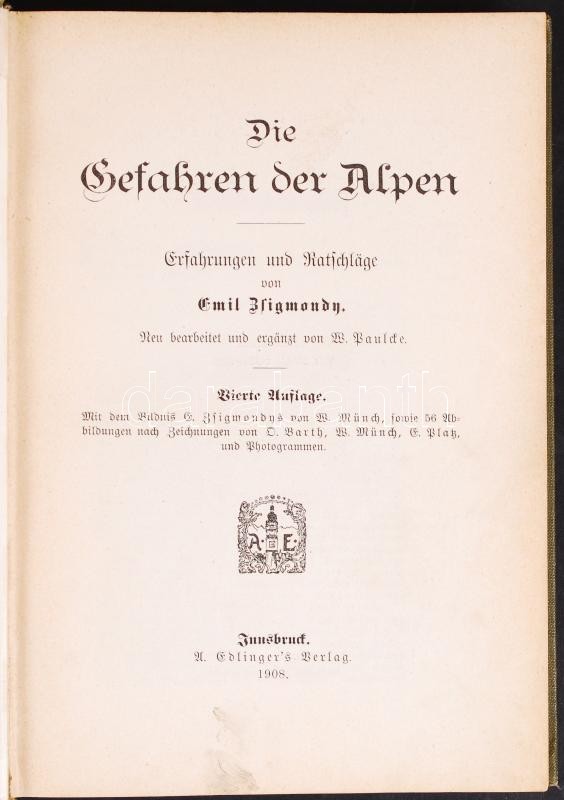 Die
Gefahren der Alpen
Erfahrungen und Ratſchläge
von
Emil Zſigmondy.
Neu bearbeitet und ergänzt von W. Paulcke.
Vierte Auflage.
Mit dem Bildnis E. Zſigmondys von W. Münch, ſowie 56 Ab-
bildungen nach Zeichnungen von O. Barth, W. Münch, E. Platz,
und Photogrammen.
A. E.
Innsbruck.
A. Edlinger's Verlag.
1908.